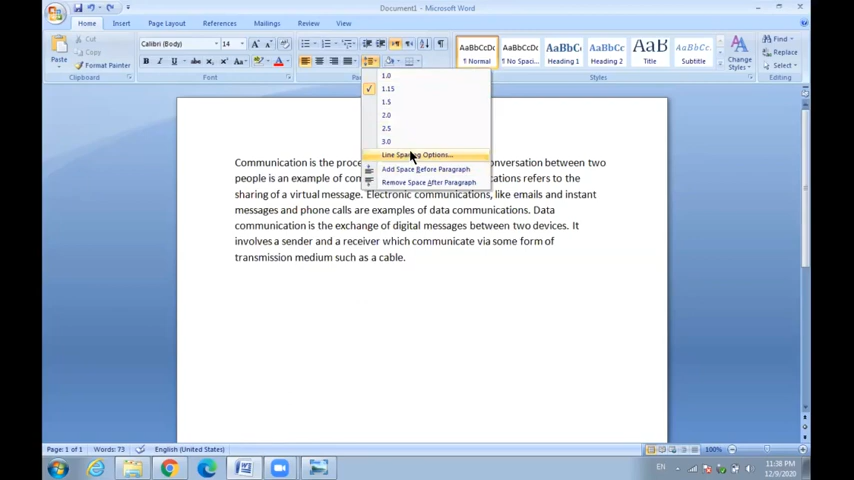 Document1 - Microsoft Word
Home Insert Page Layout References Mailings Review View
Cut
Copy
Format Painter
Paste
Clipboard
Calibri (Body) 14
B I U abc
Font
AaBbCcDc AaBbCcDc AaBbC AaBbCc AaB AaBbCc.
¶ Normal ¶ No Spaci... Heading 1 Heading 2 Title Subtitle
Change Styles
Styles
Find
Replace
Select
Editing
1.0
1.15
1.5
2.0
2.5
3.0
Line Spacing Options...
Add Space Before Paragraph
Remove Space After Paragraph
Communication is the proce onversation between two
people is an example of com cations refers to the
sharing of a virtual message. Electronic communications, like emails and instant
messages and phone calls are examples of data communications. Data
communication is the exchange of digital messages between two devices. It
involves a sender and a receiver which communicate via some form of
transmission medium such as a cable.
Page: 1 of 1 Words: 73 English (United States) 100%
EN 11:38 PM
12/9/2020